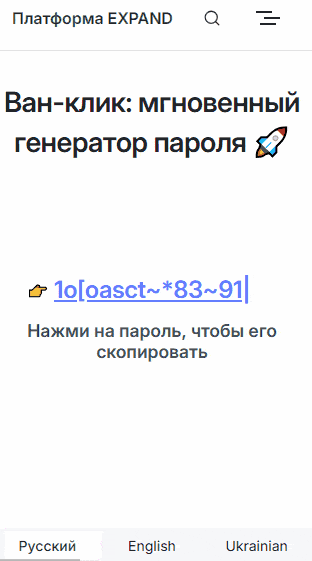 Платформа EXPAND
Ван-клик: мгновенный
генератор пароля 🚀
👉 1o[oasct~*83~91|
Нажми на пароль, чтобы его
скопировать
Русский English Ukrainian